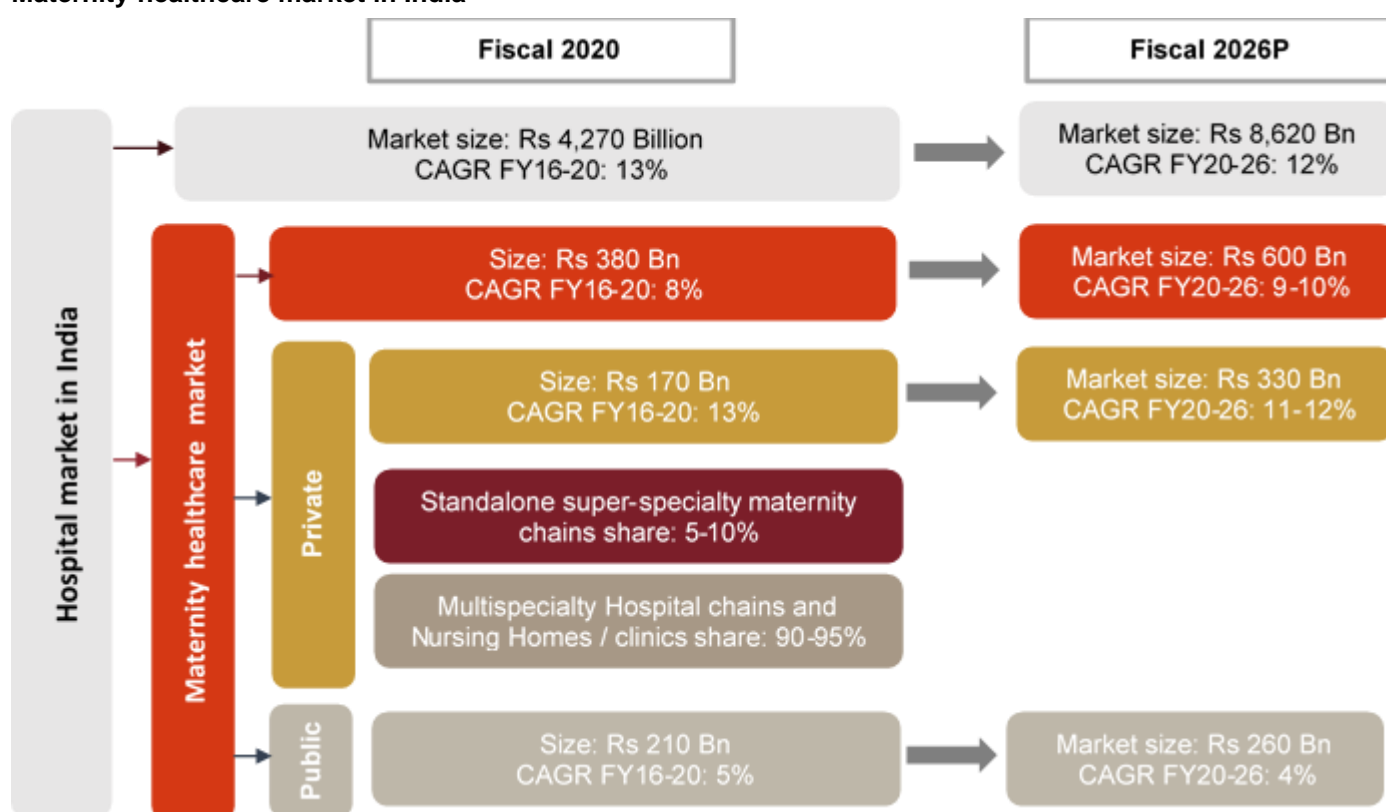 Maternity healthcare market in India
Fiscal 2020
Fiscal 2026P
Hospital market in India
Market size: Rs 4,270 Billion
CAGR FY16-20: 13%
Market size: Rs 8,620 Bn
CAGR FY20-26: 12%
Maternity healthcare market
Size: Rs 380 Bn
CAGR FY16-20: 8%
Market size: Rs 600 Bn
CAGR FY20-26: 9-10%
Private
Size: Rs 170 Bn
CAGR FY16-20: 13%
Market size: Rs 330 Bn
CAGR FY20-26: 11-12%
Standalone super-specialty maternity
chains share: 5-10%
Multispecialty Hospital chains and
Nursing Homes / clinics share: 90-95%
Public
Size: Rs 210 Bn
CAGR FY16-20: 5%
Market size: Rs 260 Bn
CAGR FY20-26: 4%